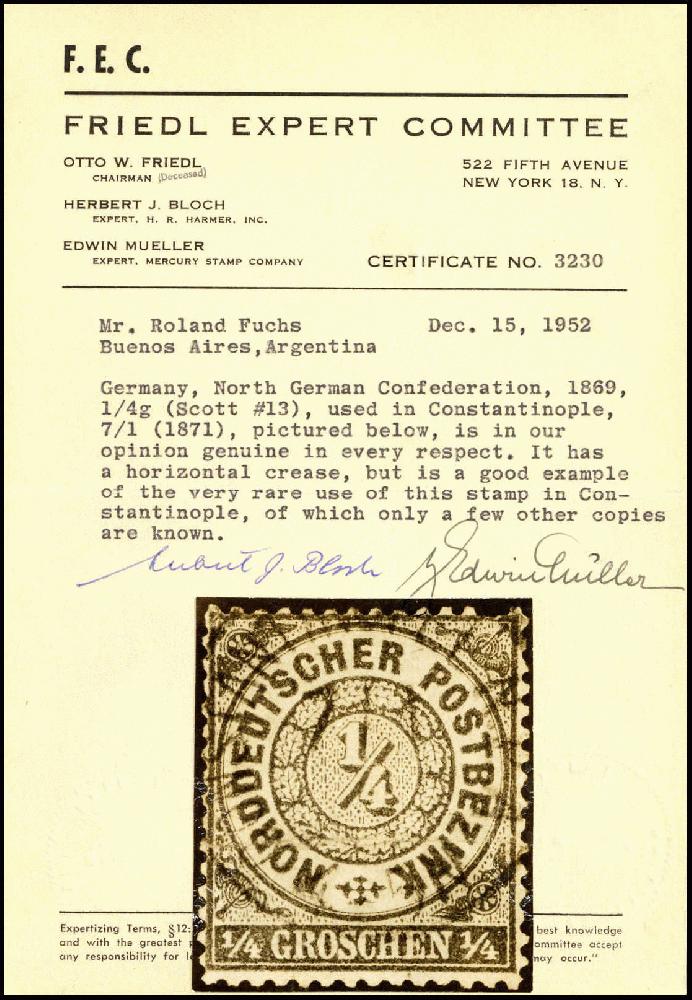 F. E. C.
FRIEDL EXPERT COMMITTEE
OTTO W. FRIEDL
CHAIRMAN (Deceased)
522 FIFTH AVENUE
NEW YORK 18, N. Y.
HERBERT J. BLOCH
EXPERT, H. R. HARMER, INC.
EDWIN MUELLER
EXPERT, MERCURY STAMP COMPANY
CERTIFICATE NO. 3230
Mr. Roland Fuchs Dec. 15, 1952
Buenos Aires,Argentina
Germany, North German Confederation, 1869,
1/4g (Scott #13), used in Constantinople,
7/1 (1871), pictured below, is in our
opinion genuine in every respect. It has
a horizontal crease, but is a good example
of the very rare use of this stamp in Con-
stantinople, of which only a few other copies
are known.
Herbert J. Bloch Edwin Müller
NORDDEUTSCHER POSTBEZIRK
1/4
1/4 GROSCHEN 1/4
Expertizing Terms, §12: best knowledge
and with the greatest ommittee accept
any responsibility for may occur."